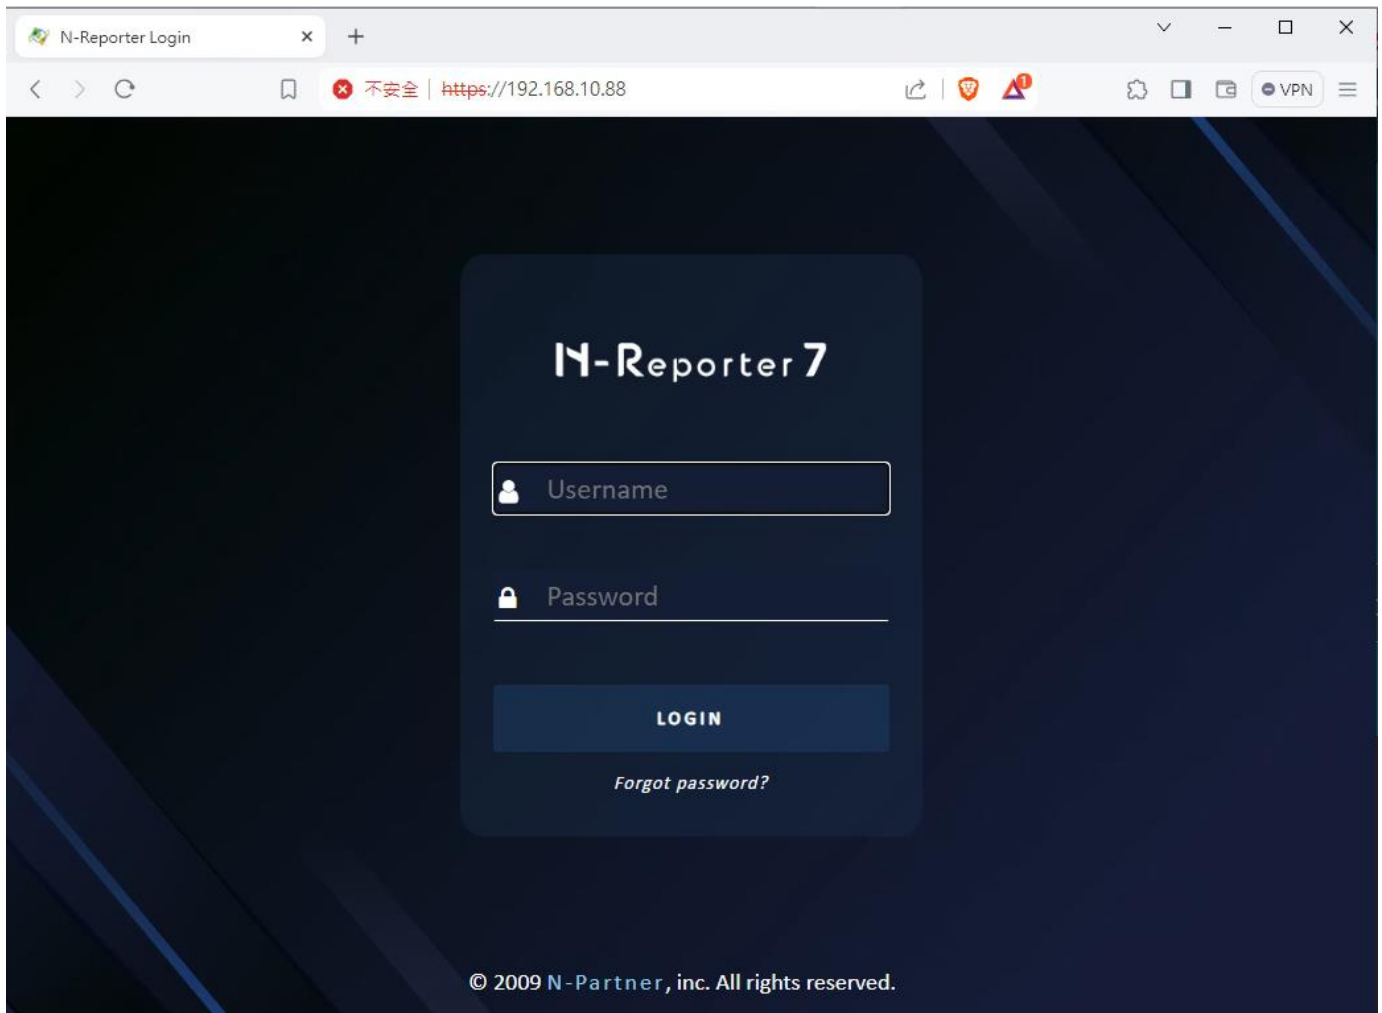 N-Reporter Login
不安全 https://192.168.10.88
1
VPN
N-Reporter 7
Username
Password
LOGIN
Forgot password?
© 2009 N-Partner, inc. All rights reserved.